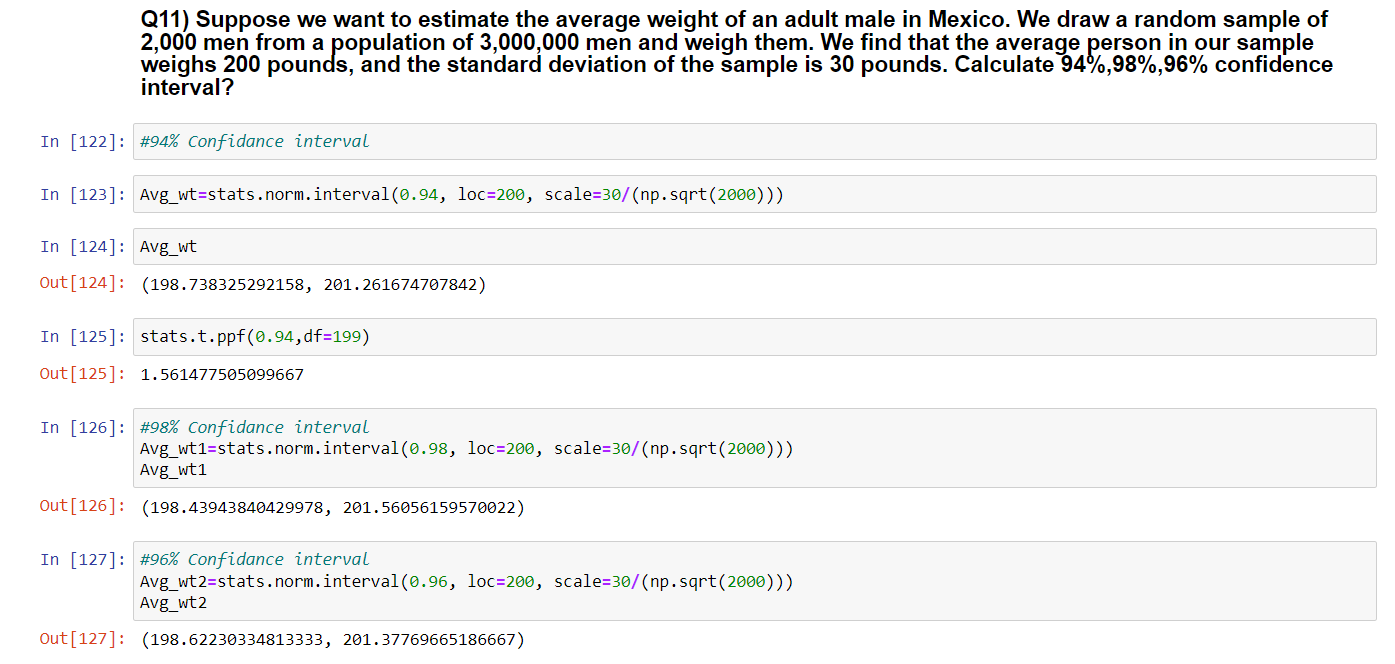 Q11) Suppose we want to estimate the average weight of an adult male in Mexico. We draw a random sample of
2,000 men from a population of 3,000,000 men and weigh them. We find that the average person in our sample
weighs 200 pounds, and the standard deviation of the sample is 30 pounds. Calculate 94%,98%,96% confidence
interval?
In [122]: #94% Confidance interval
In [123]: Avg_wt=stats.norm.interval(0.94, loc=200, scale=30/(np.sqrt(2000)))
In [124]: Avg_wt
Out[124]: (198.738325292158, 201.261674707842)
In [125]: stats.t.ppf(0.94,df=199)
Out[125]: 1.561477505099667
In [126]: #98% Confidance interval
Avg_wt1=stats.norm.interval(0.98, loc=200, scale=30/(np.sqrt(2000)))
Avg_wt1
Out[126]: (198.43943840429978, 201.56056159570022)
In [127]: #96% Confidance interval
Avg_wt2=stats.norm.interval(0.96, loc=200, scale=30/(np.sqrt(2000)))
Avg_wt2
Out[127]: (198.62230334813333, 201.37769665186667)